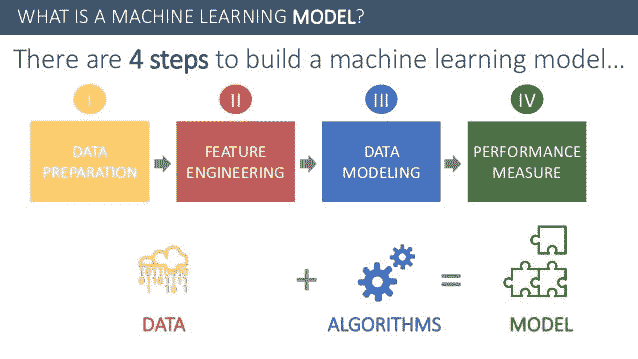 WHAT IS A MACHINE LEARNING MODEL?
There are 4 steps to build a machine learning model...
I
II
III
IV
DATA
PREPARATION
FEATURE
ENGINEERING
DATA
MODELING
PERFORMANCE
MEASURE
+
=
DATA
ALGORITHMS
MODEL